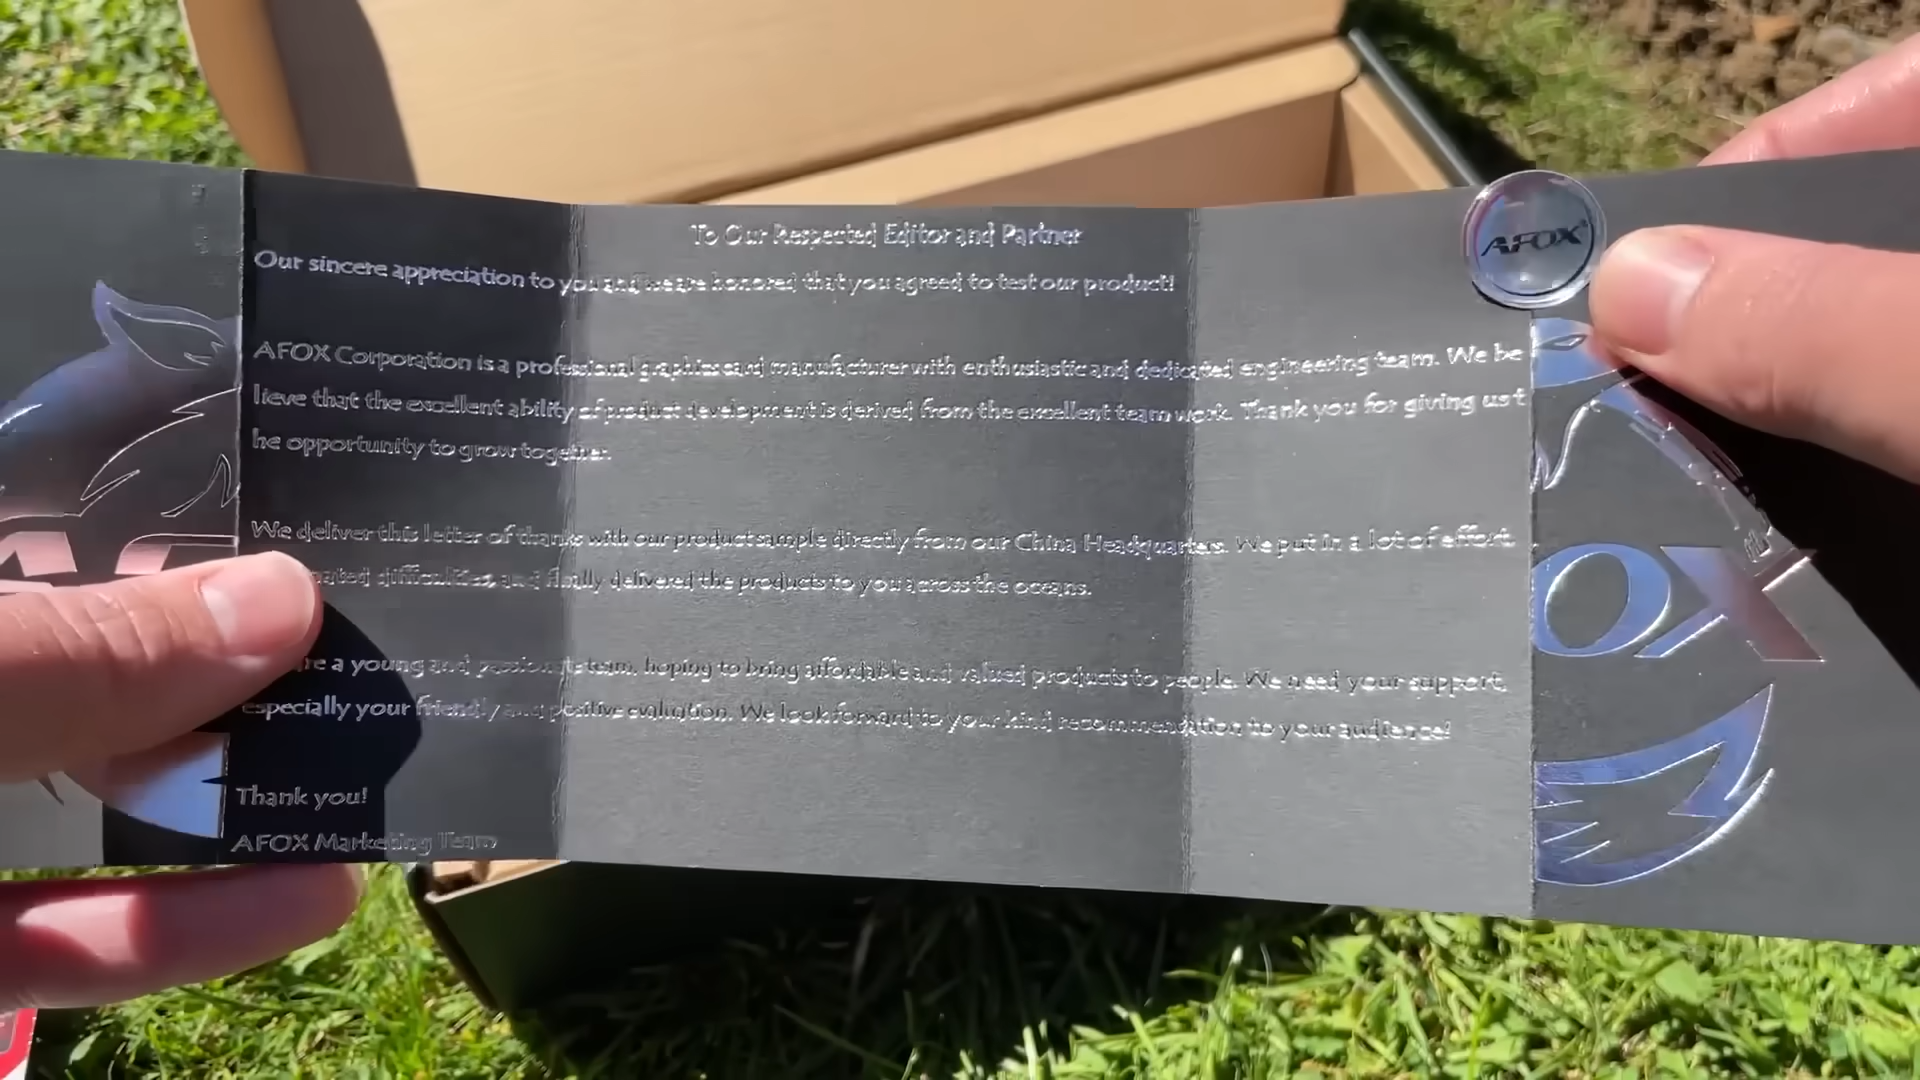 To Our Respected Editor and Partner
Our sincere appreciation to you and we are honored that you agreed to test our product!
AFOX Corporation is a professional graphics card manufacturer with enthusiastic and dedicated engineering team. We be
lieve that the excellent ability of product development is derived from the excellent team work. Thank you for giving us t
he opportunity to grow together.
We deliver this letter of thanks with our product sample directly from our China Headquarters. We put in a lot of effort
difficulties, and finally delivered the products to you across the oceans.
re a young and passionate team, hoping to bring affordable and valued products to people. We need your support,
especially your friendly and positive evaluation. We look forward to your kind recommendation to your audience!
Thank you!
AFOX Marketing Team
AFOX
OX